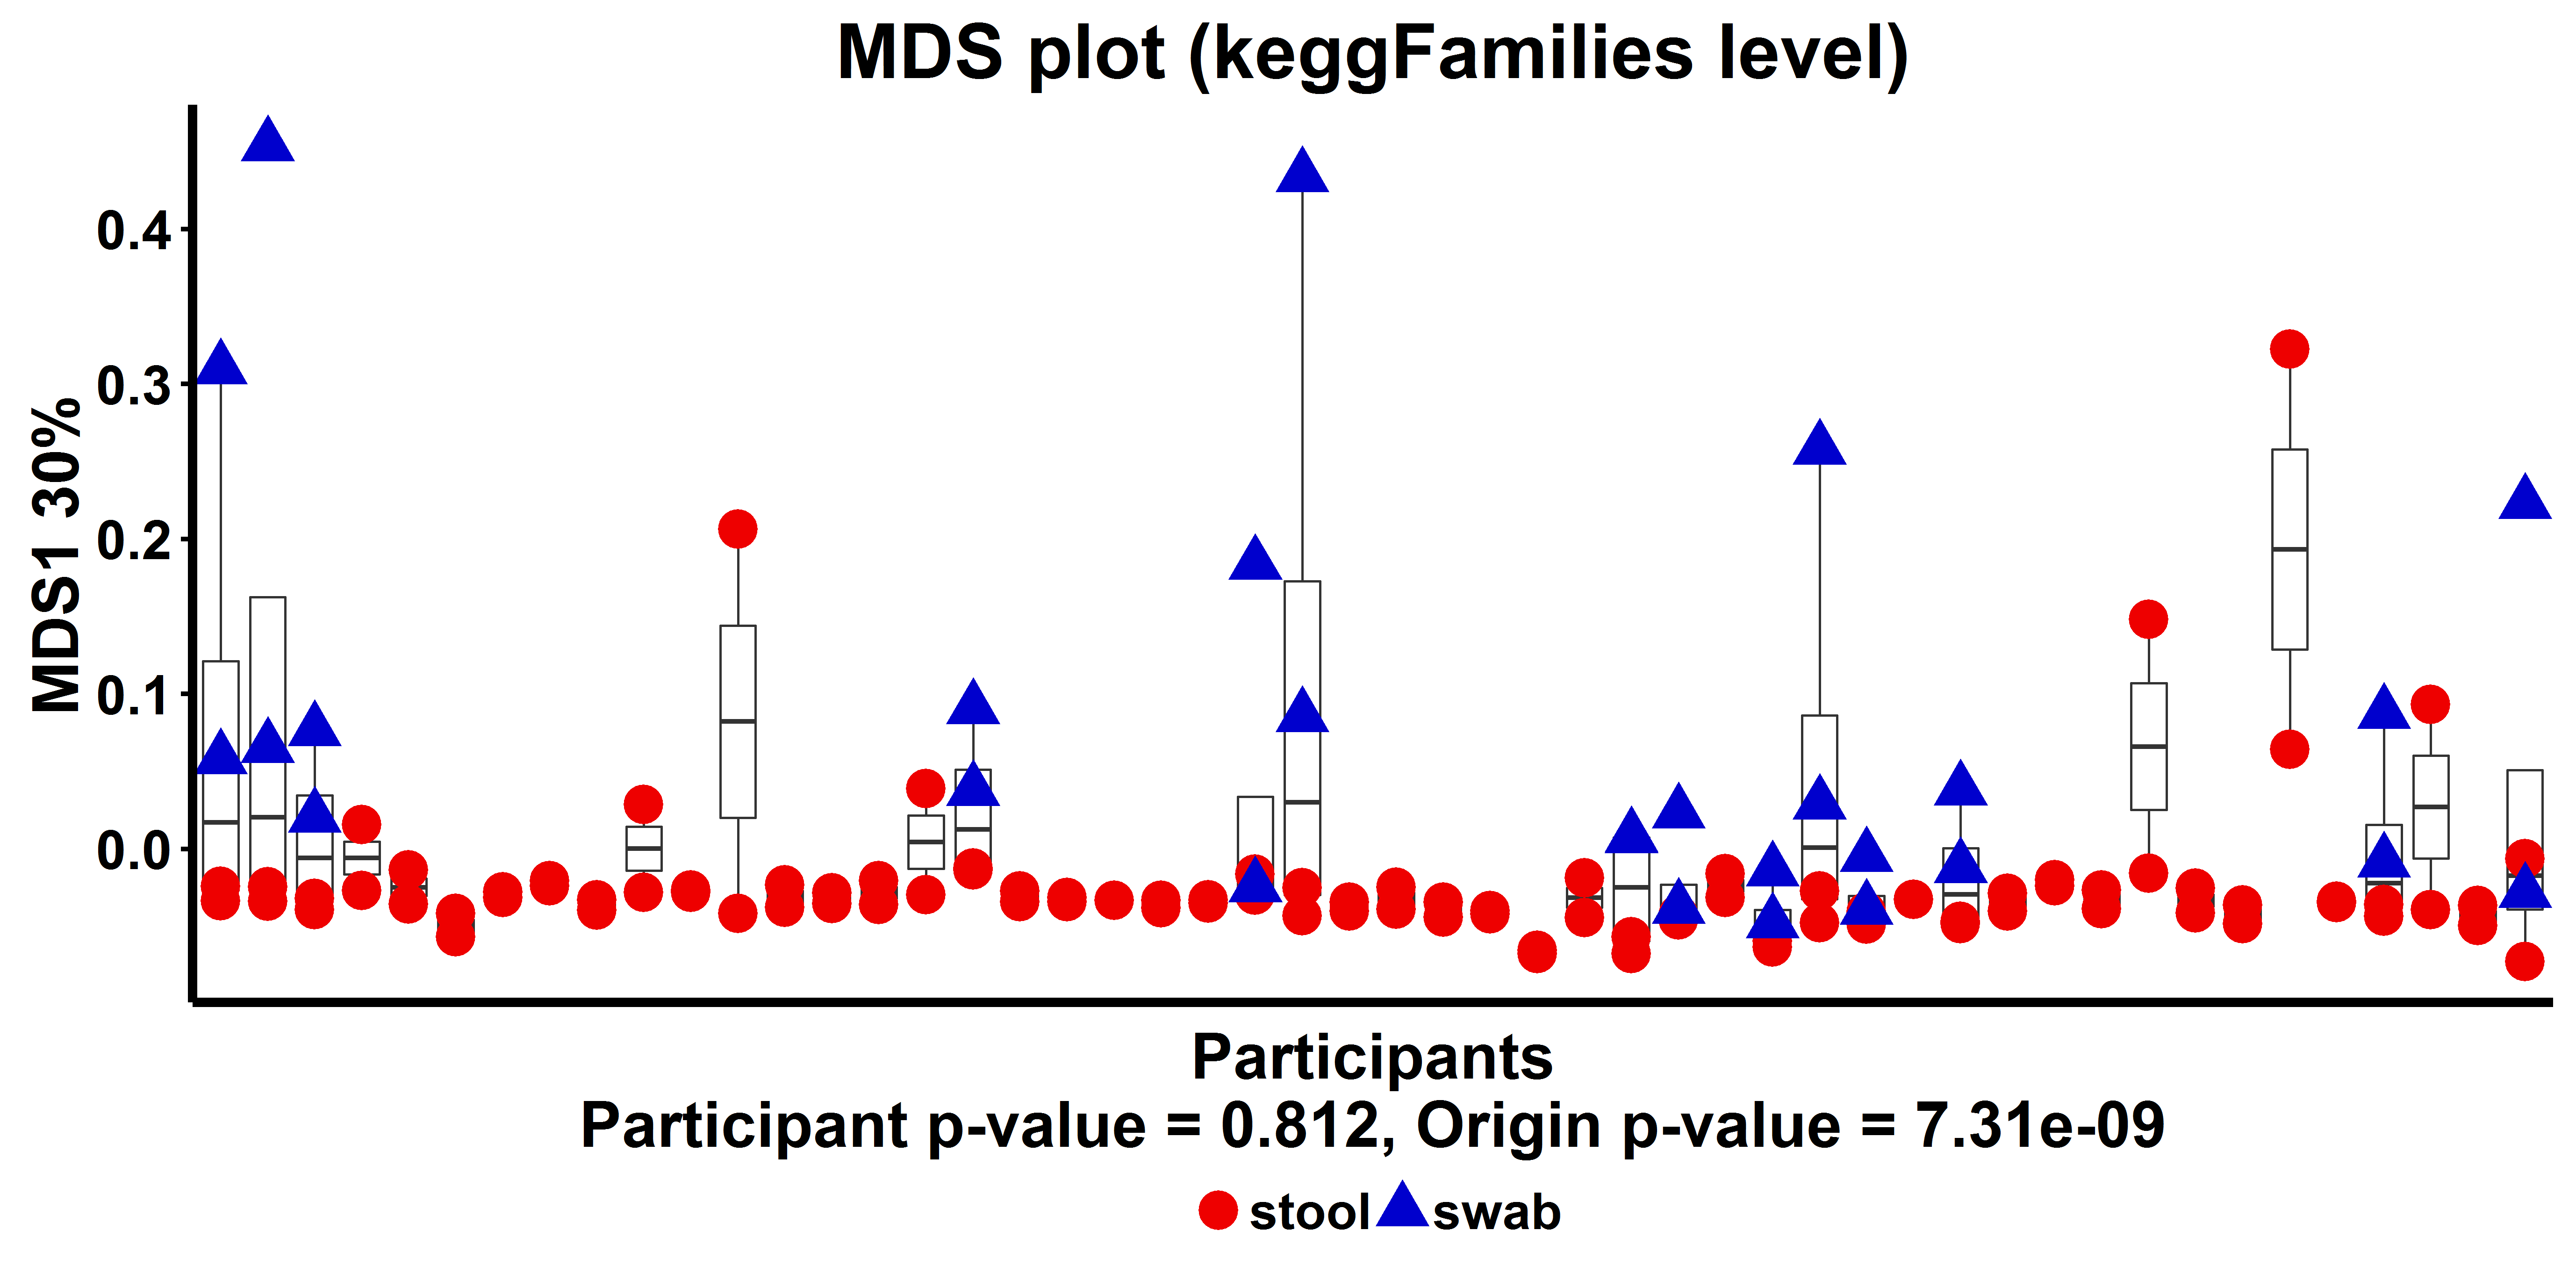 MDS plot (keggFamilies level)
MDS1 30%
0.4
0.3
0.2
0.1
0.0
Participants
Participant p-value = 0.812, Origin p-value = 7.31e-09
stool swab